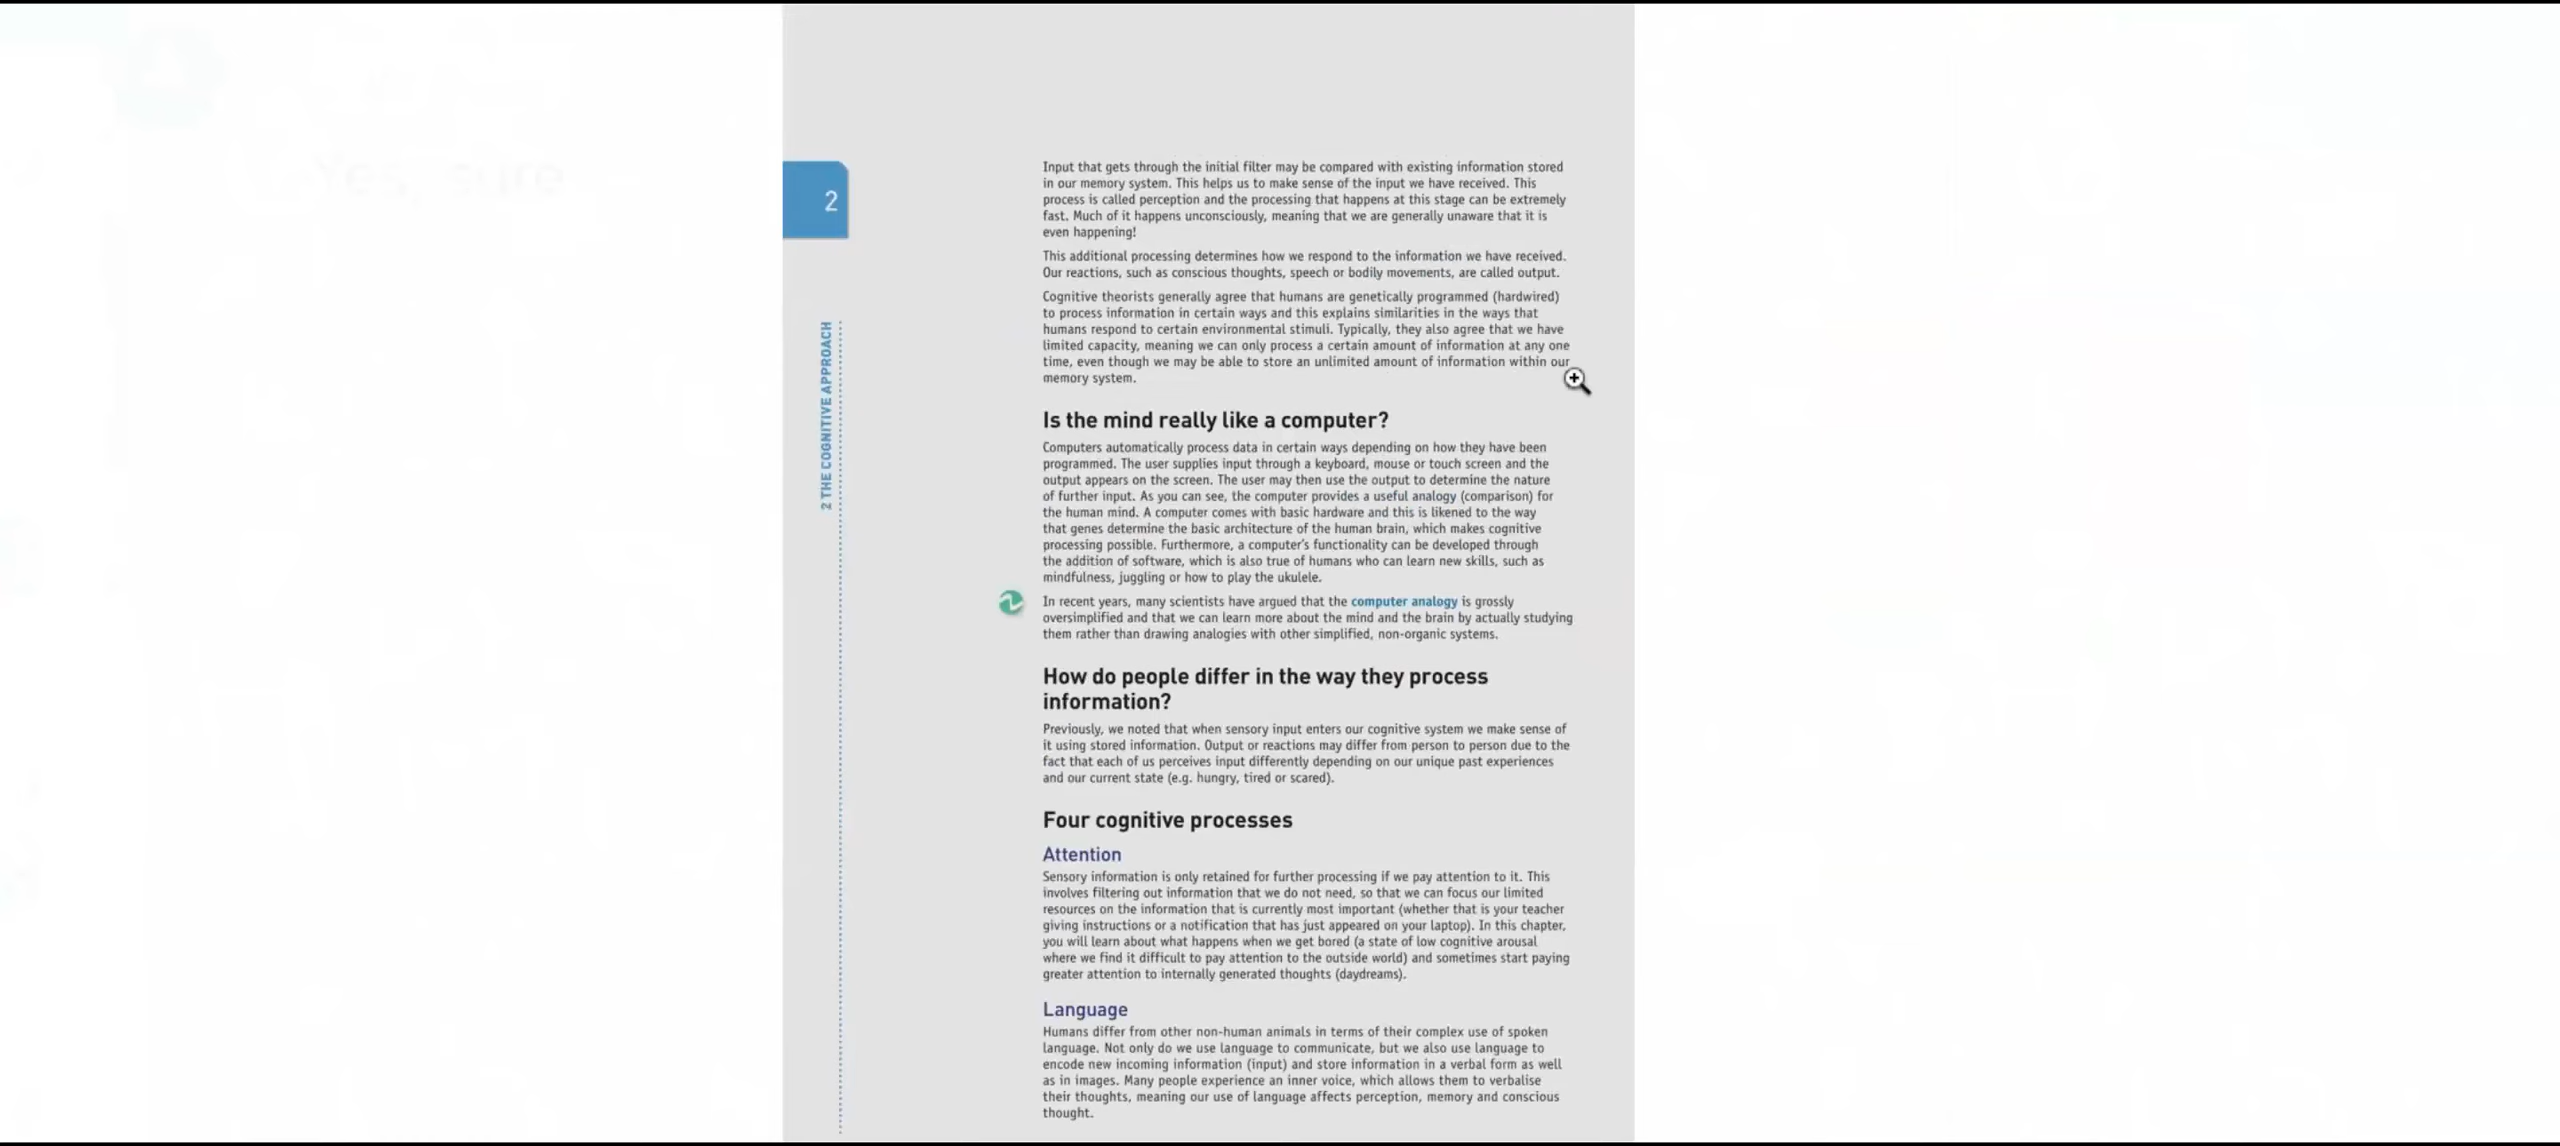 Yes, sure
2
2 THE COGNITIVE APPROACH
Input that gets through the initial filter may be compared with existing information stored
in our memory system. This helps us to make sense of the input we have received. This
process is called perception and the processing that happens at this stage can be extremely
fast. Much of it happens unconsciously, meaning that we are generally unaware that it is
even happening!
This additional processing determines how we respond to the information we have received.
Our reactions, such as conscious thoughts, speech or bodily movements, are called output.
Cognitive theorists generally agree that humans are genetically programmed (hardwired)
to process information in certain ways and this explains similarities in the ways that
humans respond to certain environmental stimuli. Typically, they also agree that we have
limited capacity, meaning we can only process a certain amount of information at any one
time, even though we may be able to store an unlimited amount of information within our
memory system.
Is the mind really like a computer?
Computers automatically process data in certain ways depending on how they have been
programmed. The user supplies input through a keyboard, mouse or touch screen and the
output appears on the screen. The user may then use the output to determine the nature
of further input. As you can see, the computer provides a useful analogy (comparison) for
the human mind. A computer comes with basic hardware and this is likened to the way
that genes determine the basic architecture of the human brain, which makes cognitive
processing possible. Furthermore, a computer's functionality can be developed through
the addition of software, which is also true of humans who can learn new skills, such as
mindfulness, juggling or how to play the ukulele.
In recent years, many scientists have argued that the computer analogy is grossly
oversimplified and that we can learn more about the mind and the brain by actually studying
them rather than drawing analogies with other simplified, non-organic systems.
How do people differ in the way they process
information?
Previously, we noted that when sensory input enters our cognitive system we make sense of
it using stored information. Output or reactions may differ from person to person due to the
fact that each of us perceives input differently depending on our unique past experiences
and our current state (e.g. hungry, tired or scared).
Four cognitive processes
Attention
Sensory information is only retained for further processing if we pay attention to it. This
involves filtering out information that we do not need, so that we can focus our limited
resources on the information that is currently most important (whether that is your teacher
giving instructions or a notification that has just appeared on your laptop). In this chapter,
you will learn about what happens when we get bored (a state of low cognitive arousal
where we find it difficult to pay attention to the outside world) and sometimes start paying
greater attention to internally generated thoughts (daydreams).
Language
Humans differ from other non-human animals in terms of their complex use of spoken
language. Not only do we use language to communicate, but we also use language to
encode new incoming information (input) and store information in a verbal form as well
as in images. Many people experience an inner voice, which allows them to verbalise
their thoughts, meaning our use of language affects perception, memory and conscious
thought.